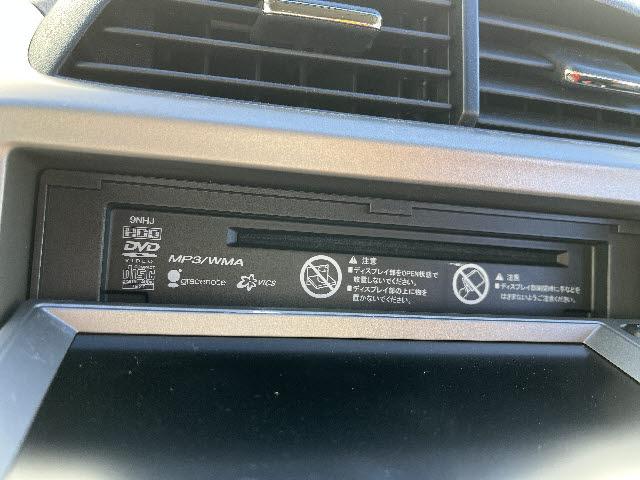 9NHJ
HDD
DVD
VIDEO
MP3/WMA
gracenote
VICS
注意
■ディスプレイ部をOPEN状態で
放置しないでください。
■ディスプレイ部の上に物を
置かないでください。
注意
■ディスプレイ部開閉時に手などを
はさまないようご注意ください。